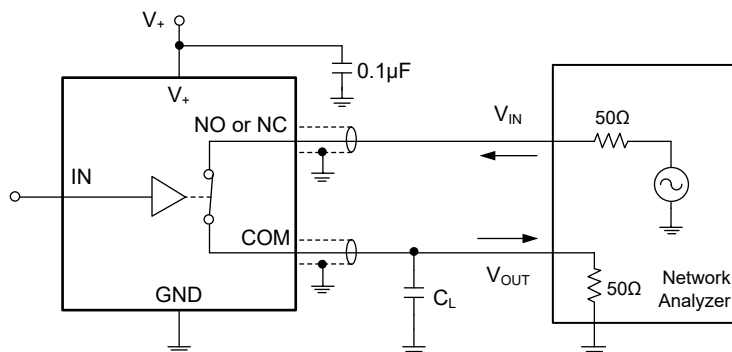 V+
0.1µF
V+
NO or NC
VIN
50Ω
IN
COM
VOUT
50Ω
Network
Analyzer
GND
CL